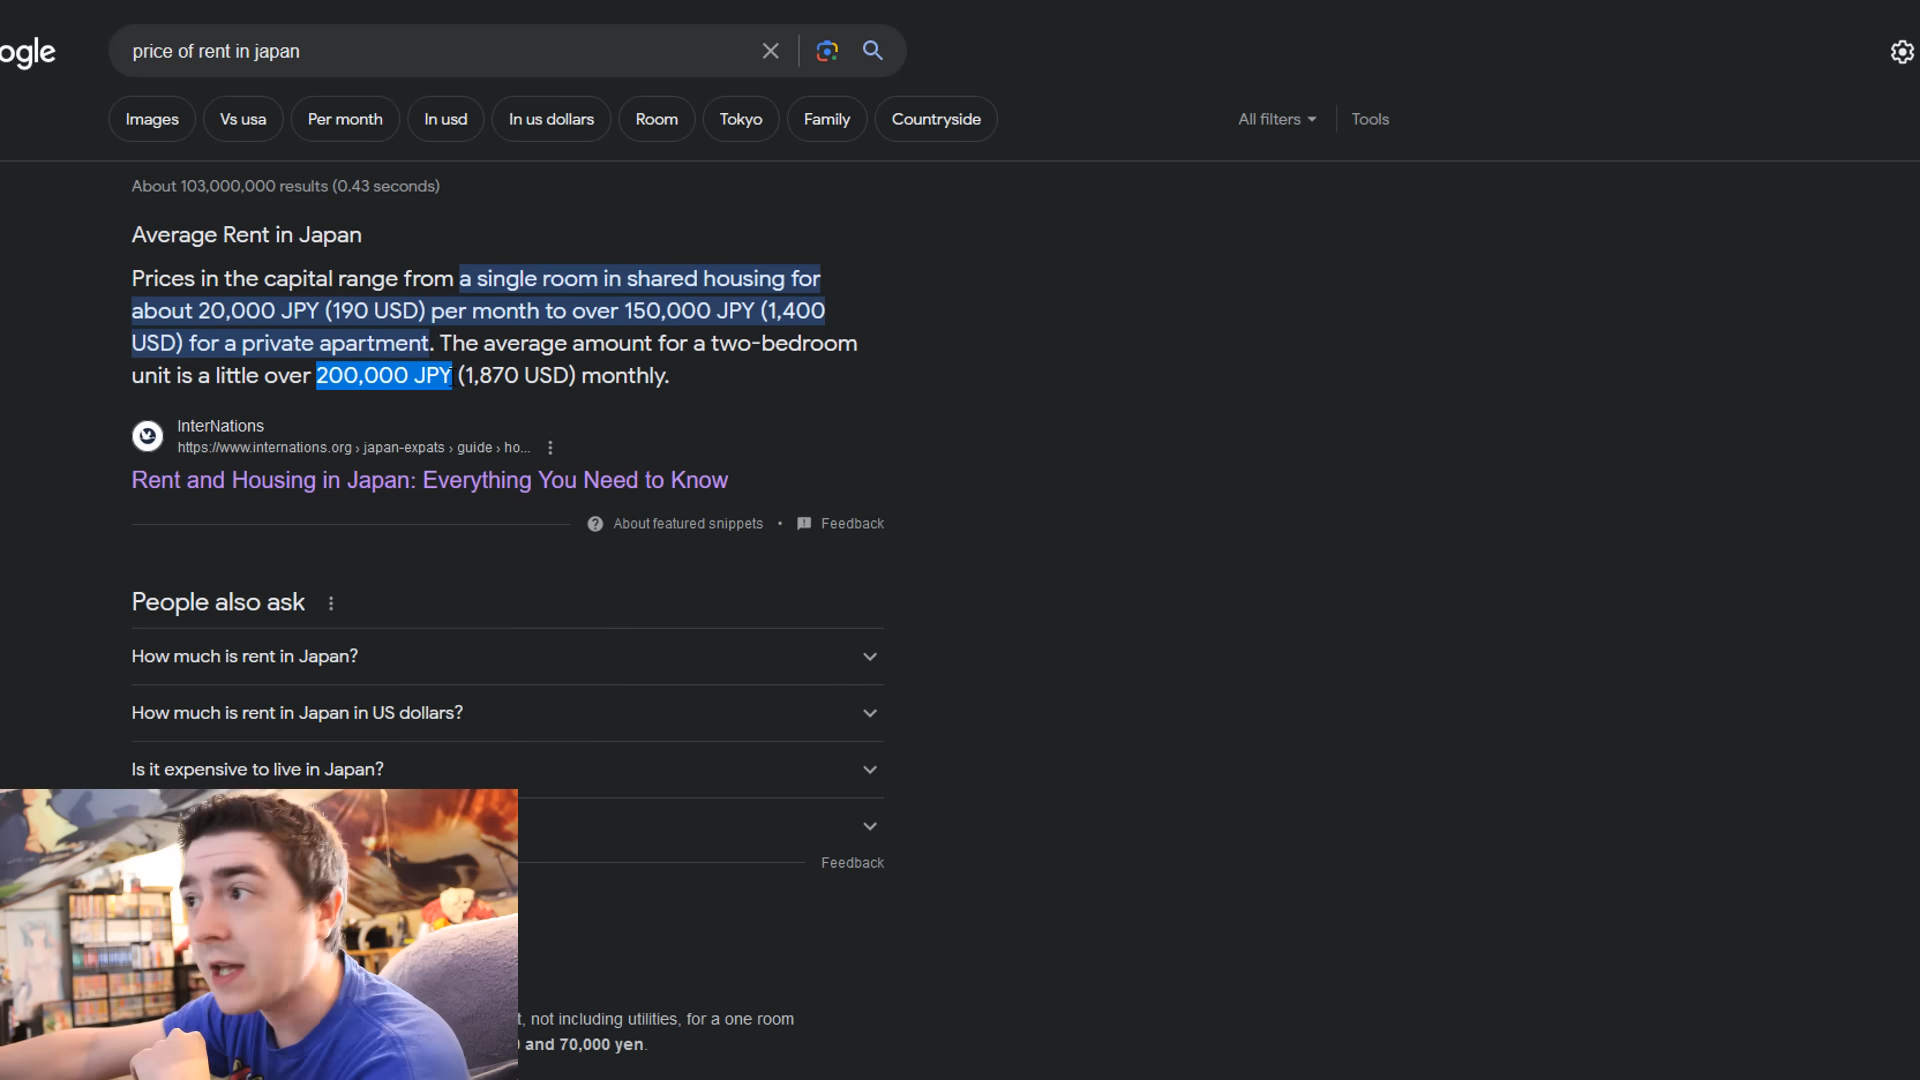 ogle
price of rent in japan
Images
Vs usa
Per month
In usd
In us dollars
Room
Tokyo
Family
Countryside
All filters
Tools
About 103,000,000 results (0.43 seconds)
Average Rent in Japan
Prices in the capital range from a single room in shared housing for
about 20,000 JPY (190 USD) per month to over 150,000 JPY (1,400
USD) for a private apartment. The average amount for a two-bedroom
unit is a little over 200,000 JPY (1,870 USD) monthly.
InterNations
https://www.internations.org › japan-expats › guide › ho...
Rent and Housing in Japan: Everything You Need to Know
About featured snippets • Feedback
People also ask
How much is rent in Japan?
How much is rent in Japan in US dollars?
Is it expensive to live in Japan?
Feedback
t, not including utilities, for a one room
and 70,000 yen.